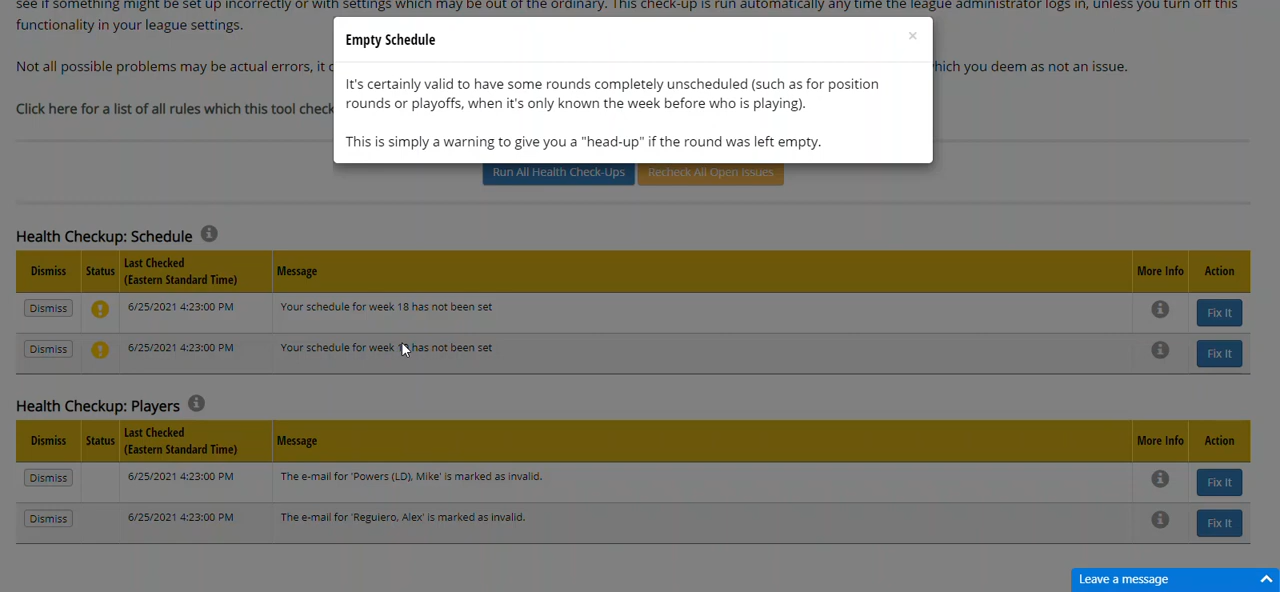 see if something might be set up incorrectly or with settings which may be out of the ordinary. This check-up is run automatically any time the league administrator logs in, unless you turn off this
functionality in your league settings.
Empty Schedule ×
It's certainly valid to have some rounds completely unscheduled (such as for position
rounds or playoffs, when it's only known the week before who is playing).
This is simply a warning to give you a "head-up" if the round was left empty.
Not all possible problems may be actual errors, it which you deem as not an issue.
Click here for a list of all rules which this tool check
Run All Health Check-Ups Recheck All Open Issues
Health Checkup: Schedule
Dismiss Status Last Checked (Eastern Standard Time) Message More Info Action
Dismiss 6/25/2021 4:23:00 PM Your schedule for week 18 has not been set Fix It
Dismiss 6/25/2021 4:23:00 PM Your schedule for week has not been set Fix It
Health Checkup: Players
Dismiss Status Last Checked (Eastern Standard Time) Message More Info Action
Dismiss 6/25/2021 4:23:00 PM The e-mail for 'Powers (LD), Mike' is marked as invalid. Fix It
Dismiss 6/25/2021 4:23:00 PM The e-mail for 'Reguiero, Alex' is marked as invalid. Fix It
Leave a message